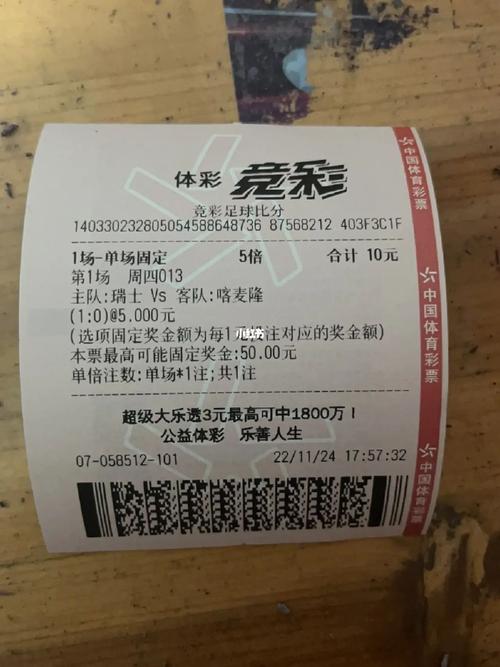 体彩 竞彩
竞彩足球比分
140330232805054588648736 87568212 403F3C1F
1场-单场固定 5倍 合计 10元
第1场 周四013
主队:瑞士 Vs 客队:喀麦隆
(1:0)@5.000元
(选项固定奖金额为每1 投注对应的奖金额)
本票最高可能固定奖金:50.00元
单倍注数:单场*1注;共1注
超级大乐透3元最高可中1800万!
公益体彩 乐善人生
07-058512-101 22/11/24 17:57:32
中国体育彩票
中国体育彩票
中国体育彩票